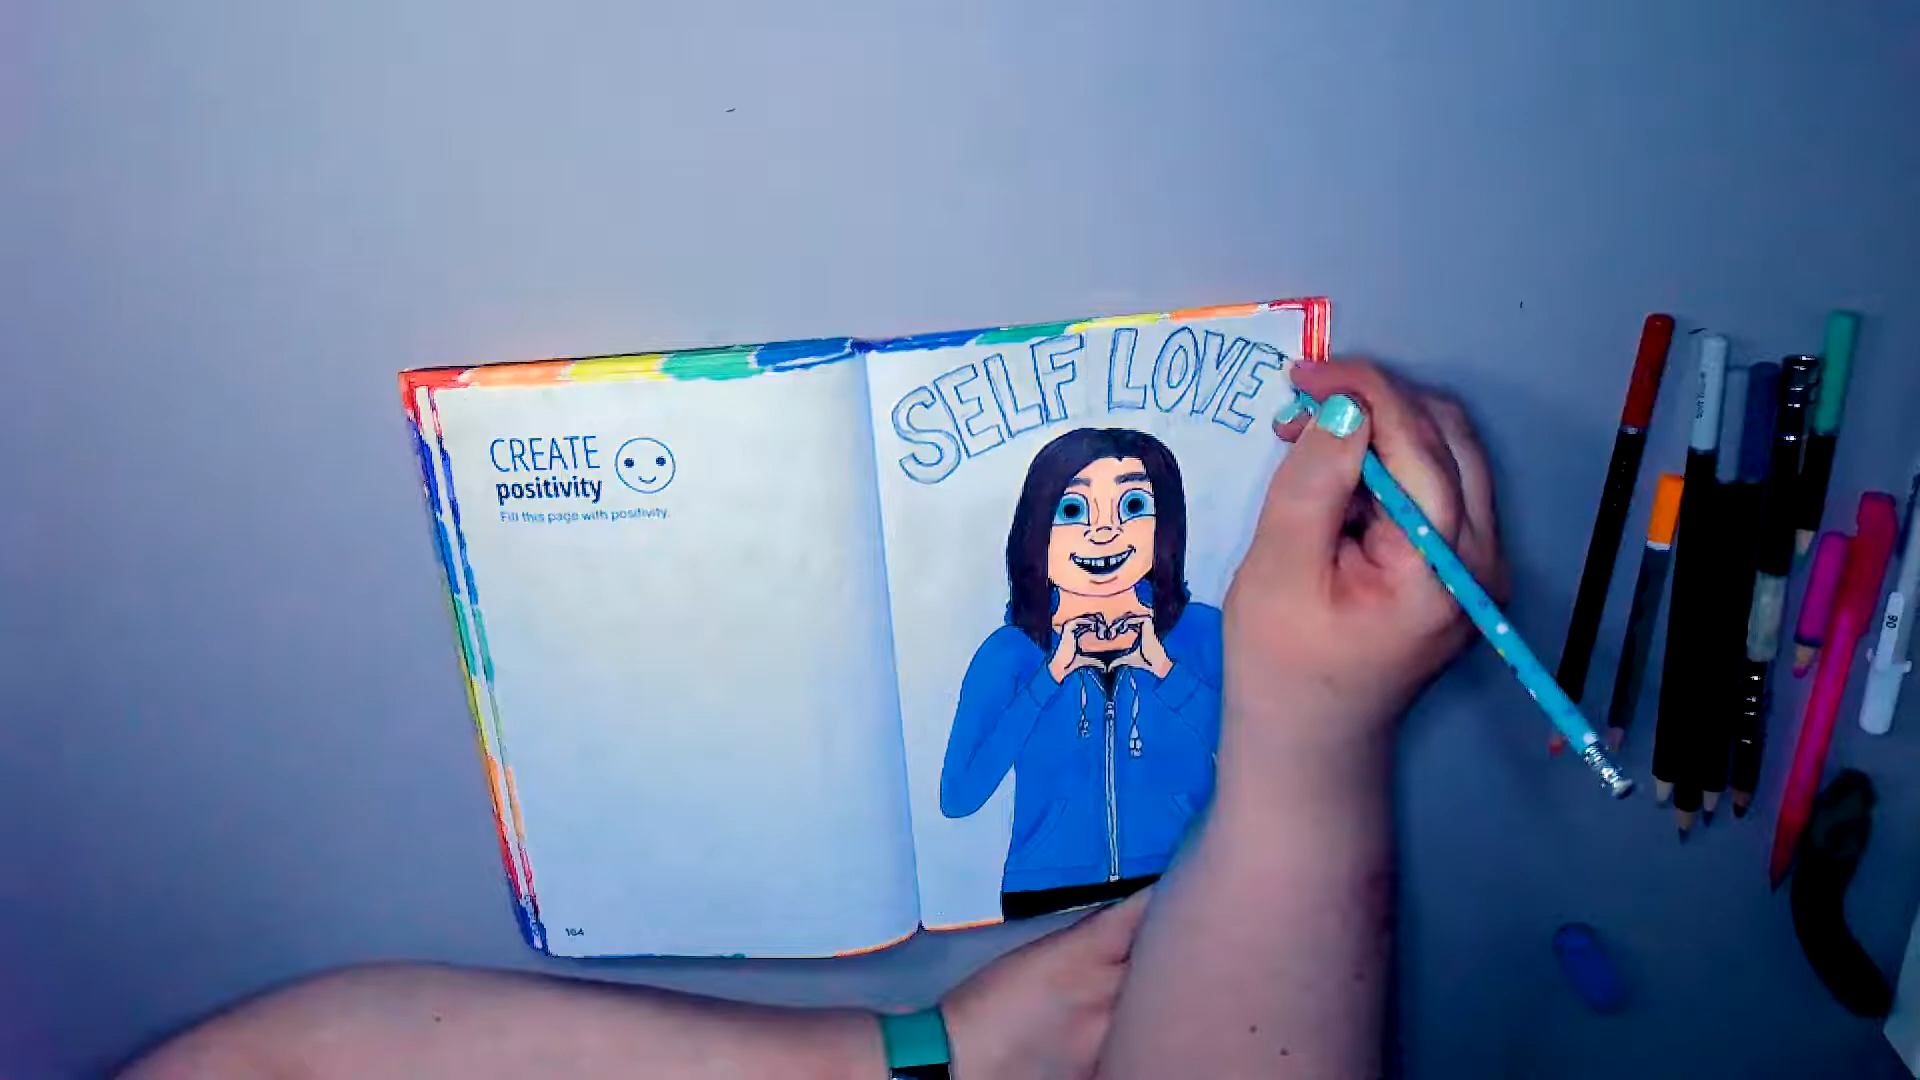 CREATE
positivity
Fill this page with positivity.
164
SELF LOVE